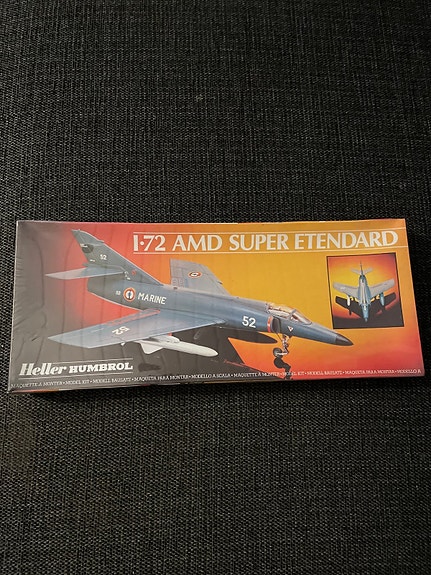 1·72 AMD SUPER ETENDARD
52
MARINE
52
52
Heller HUMBROL
MAQUETTE A MONTER • MODEL KIT • MODELL BAUSATZ • MAQUETA PARA MONTAR • MODELLO A SCALA • MAQUETTE A MONTER • MODEL KIT • MODELL BAUSATZ • MAQUETA PARA MONTAR • MODELLO A